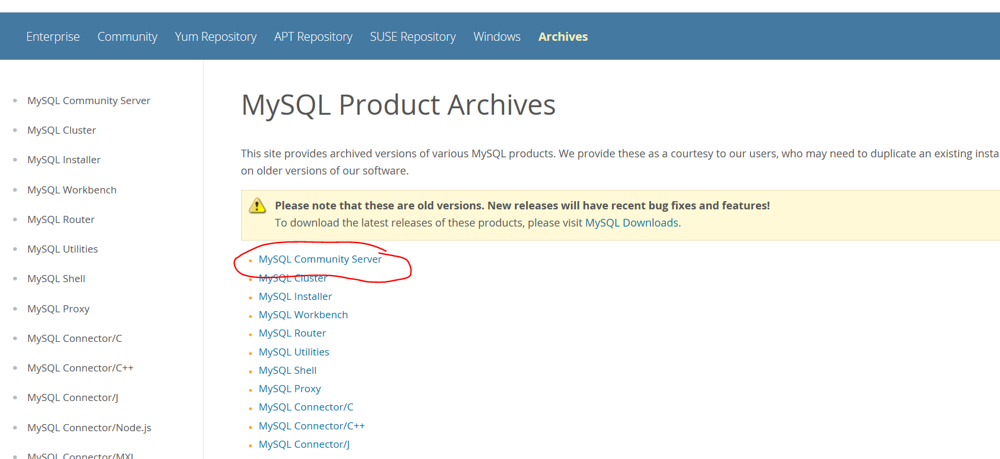 Enterprise Community Yum Repository APT Repository SUSE Repository Windows Archives
MySQL Community Server
MySQL Cluster
MySQL Installer
MySQL Workbench
MySQL Router
MySQL Utilities
MySQL Shell
MySQL Proxy
MySQL Connector/C
MySQL Connector/C++
MySQL Connector/J
MySQL Connector/Node.js
MySQL Product Archives
This site provides archived versions of various MySQL products. We provide these as a courtesy to our users, who may need to duplicate an existing insta
on older versions of our software.
Please note that these are old versions. New releases will have recent bug fixes and features!
To download the latest releases of these products, please visit MySQL Downloads.
MySQL Community Server
MySQL Cluster
MySQL Installer
MySQL Workbench
MySQL Router
MySQL Utilities
MySQL Shell
MySQL Proxy
MySQL Connector/C
MySQL Connector/C++
MySQL Connector/J